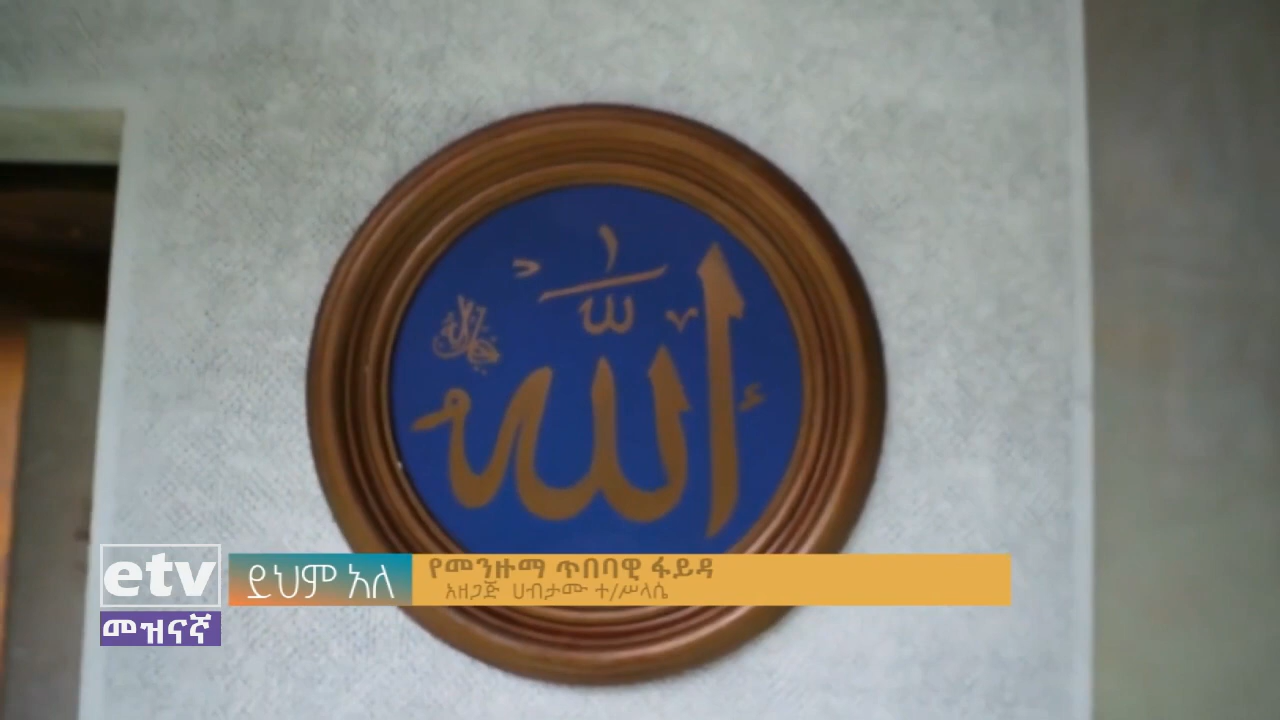 الله
جل جلاله
etv
መዝናኛ
ይህም አለ
የመንዙማ ጥበባዊ ፋይዳ
አዘጋጅ ሀብታሙ ተ/ሥላሴ